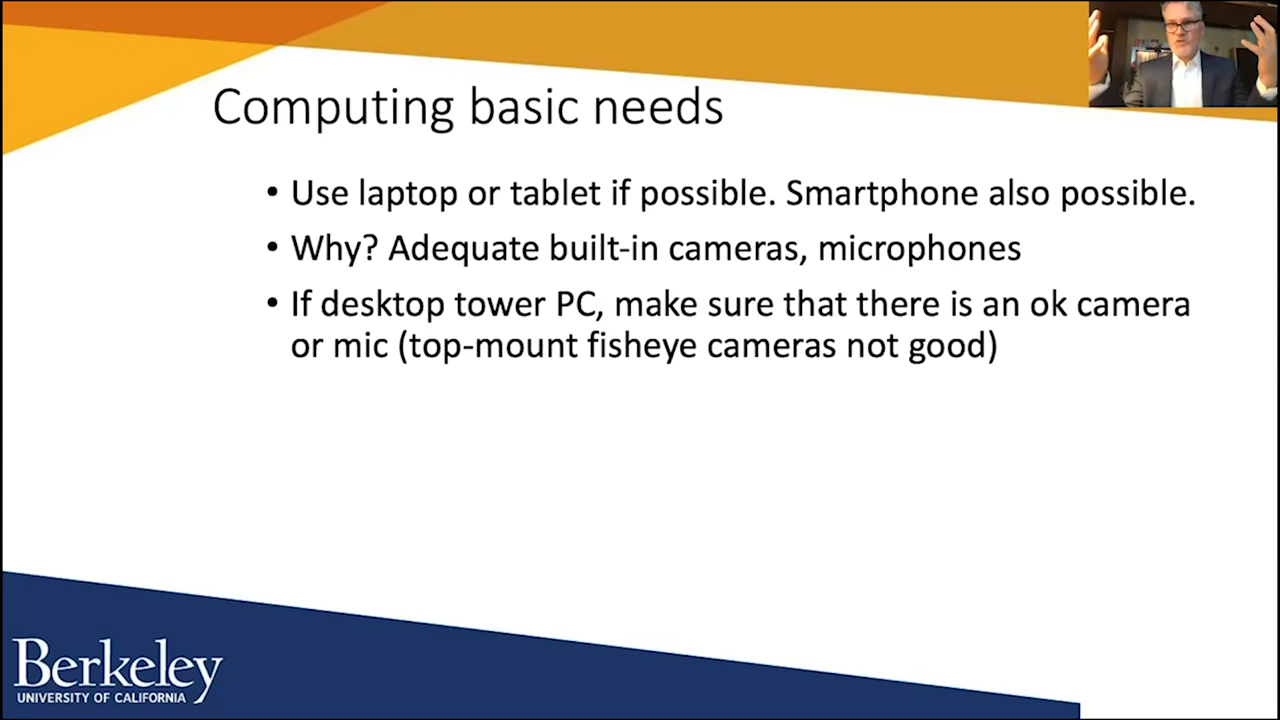 Computing basic needs
• Use laptop or tablet if possible. Smartphone also possible.
• Why? Adequate built-in cameras, microphones
• If desktop tower PC, make sure that there is an ok camera
or mic (top-mount fisheye cameras not good)
Berkeley
UNIVERSITY OF CALIFORNIA